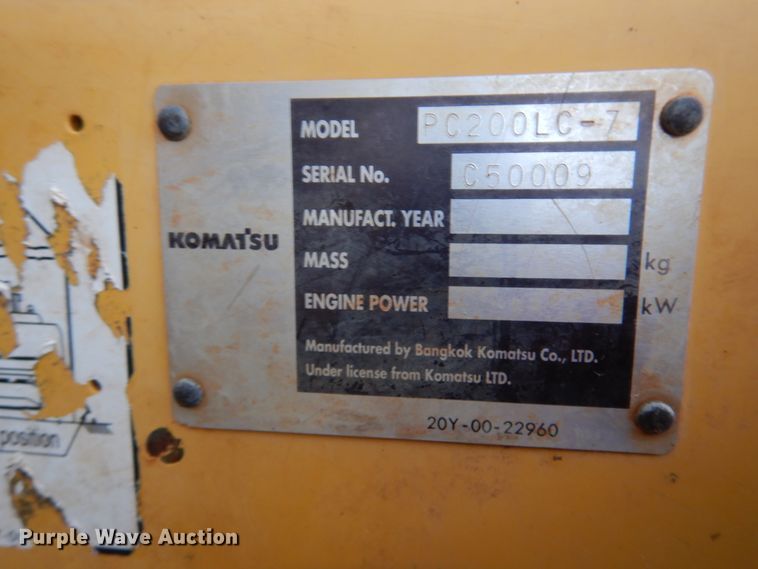 MODEL PC200LC-7
SERIAL No. C50009
MANUFACT. YEAR
KOMATSU
MASS kg
ENGINE POWER kW
Manufactured by Bangkok Komatsu Co., LTD.
Under license from Komatsu LTD.
20Y-00-22960
position
Purple Wave Auction